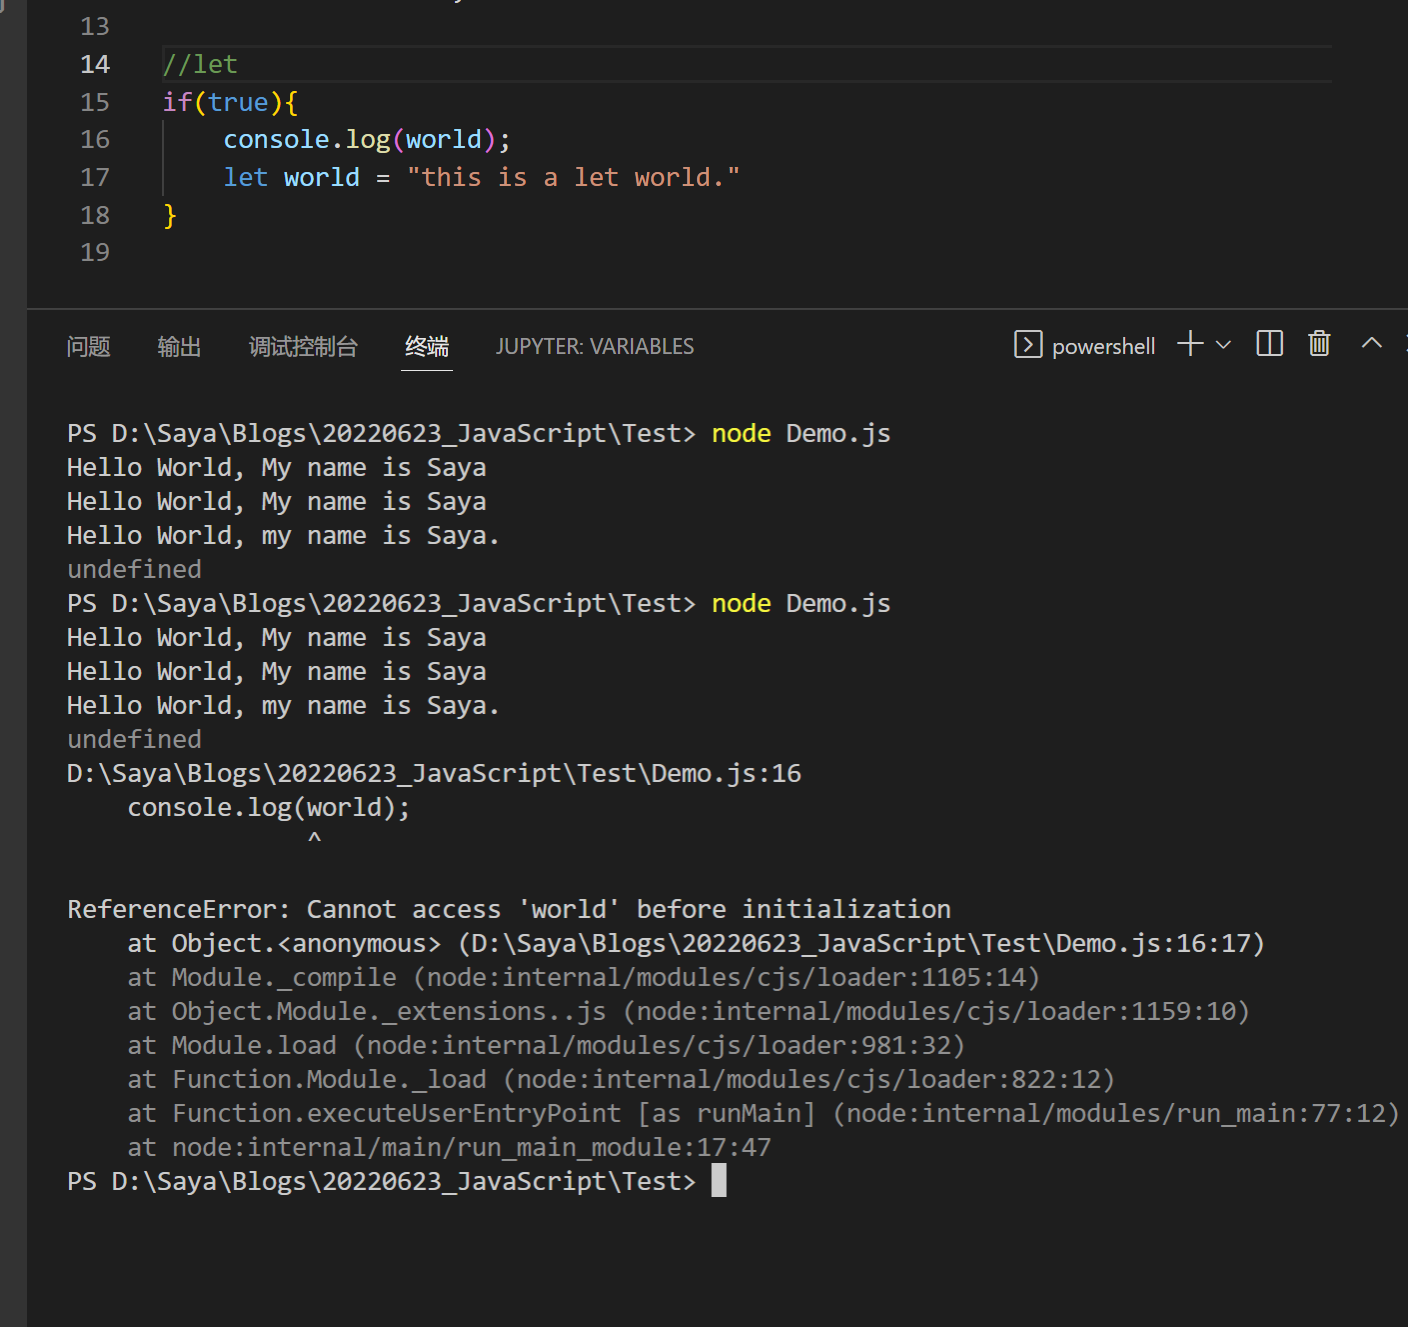 13
14 //let
15 if(true){
16     console.log(world);
17     let world = "this is a let world."
18 }
19
问题 输出 调试控制台 终端 JUPYTER: VARIABLES powershell
PS D:\Saya\Blogs\20220623_JavaScript\Test> node Demo.js
Hello World, My name is Saya
Hello World, My name is Saya
Hello World, my name is Saya.
undefined
PS D:\Saya\Blogs\20220623_JavaScript\Test> node Demo.js
Hello World, My name is Saya
Hello World, My name is Saya
Hello World, my name is Saya.
undefined
D:\Saya\Blogs\20220623_JavaScript\Test\Demo.js:16
    console.log(world);
                ^
ReferenceError: Cannot access 'world' before initialization
    at Object.<anonymous> (D:\Saya\Blogs\20220623_JavaScript\Test\Demo.js:16:17)
    at Module._compile (node:internal/modules/cjs/loader:1105:14)
    at Object.Module._extensions..js (node:internal/modules/cjs/loader:1159:10)
    at Module.load (node:internal/modules/cjs/loader:981:32)
    at Function.Module._load (node:internal/modules/cjs/loader:822:12)
    at Function.executeUserEntryPoint [as runMain] (node:internal/modules/run_main:77:12)
    at node:internal/main/run_main_module:17:47
PS D:\Saya\Blogs\20220623_JavaScript\Test>